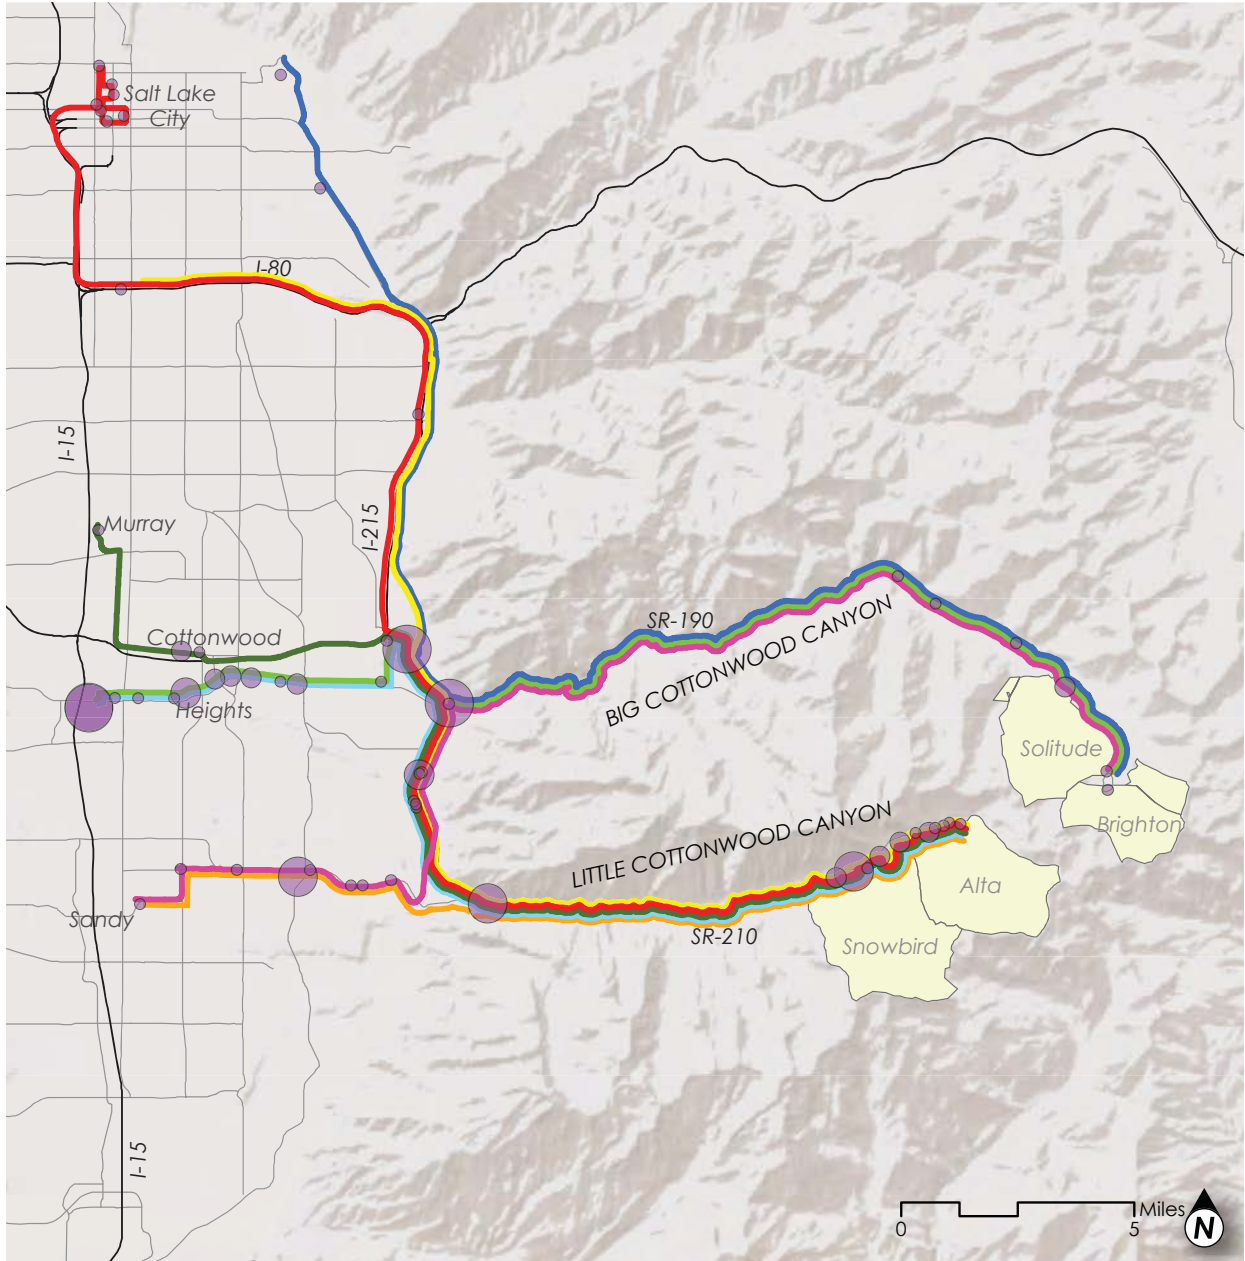 Salt Lake
City
I-80
I-15
Murray
I-215
Cottonwood
SR-190
BIG COTTONWOOD CANYON
Heights
Solitude
Brighton
LITTLE COTTONWOOD CANYON
Alta
Sandy
SR-210
Snowbird
I-15
Miles
0
5
N